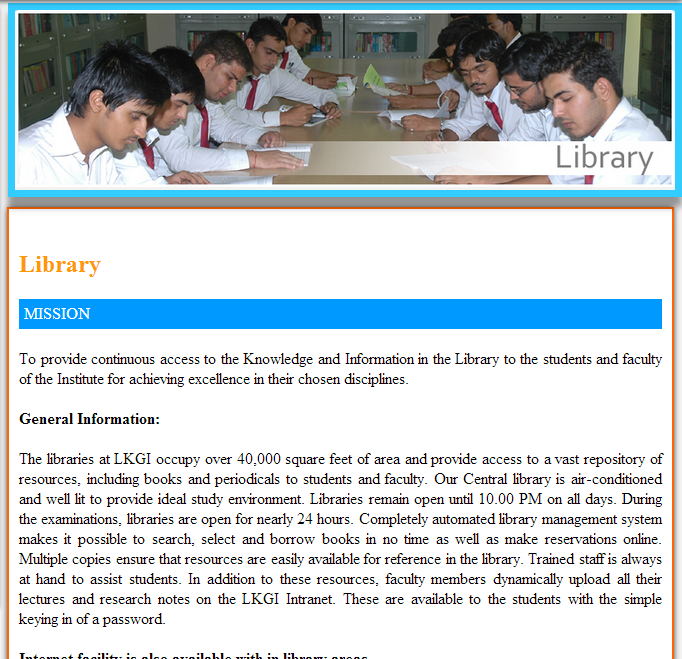 Library
Library
MISSION
To provide continuous access to the Knowledge and Information in the Library to the students and faculty
of the Institute for achieving excellence in their chosen disciplines.
General Information:
The libraries at LKGI occupy over 40,000 square feet of area and provide access to a vast repository of
resources, including books and periodicals to students and faculty. Our Central library is air-conditioned
and well lit to provide ideal study environment. Libraries remain open until 10.00 PM on all days. During
the examinations, libraries are open for nearly 24 hours. Completely automated library management system
makes it possible to search, select and borrow books in no time as well as make reservations online.
Multiple copies ensure that resources are easily available for reference in the library. Trained staff is always
at hand to assist students. In addition to these resources, faculty members dynamically upload all their
lectures and research notes on the LKGI Intranet. These are available to the students with the simple
keying in of a password.
Internet facility is also available with in library areas